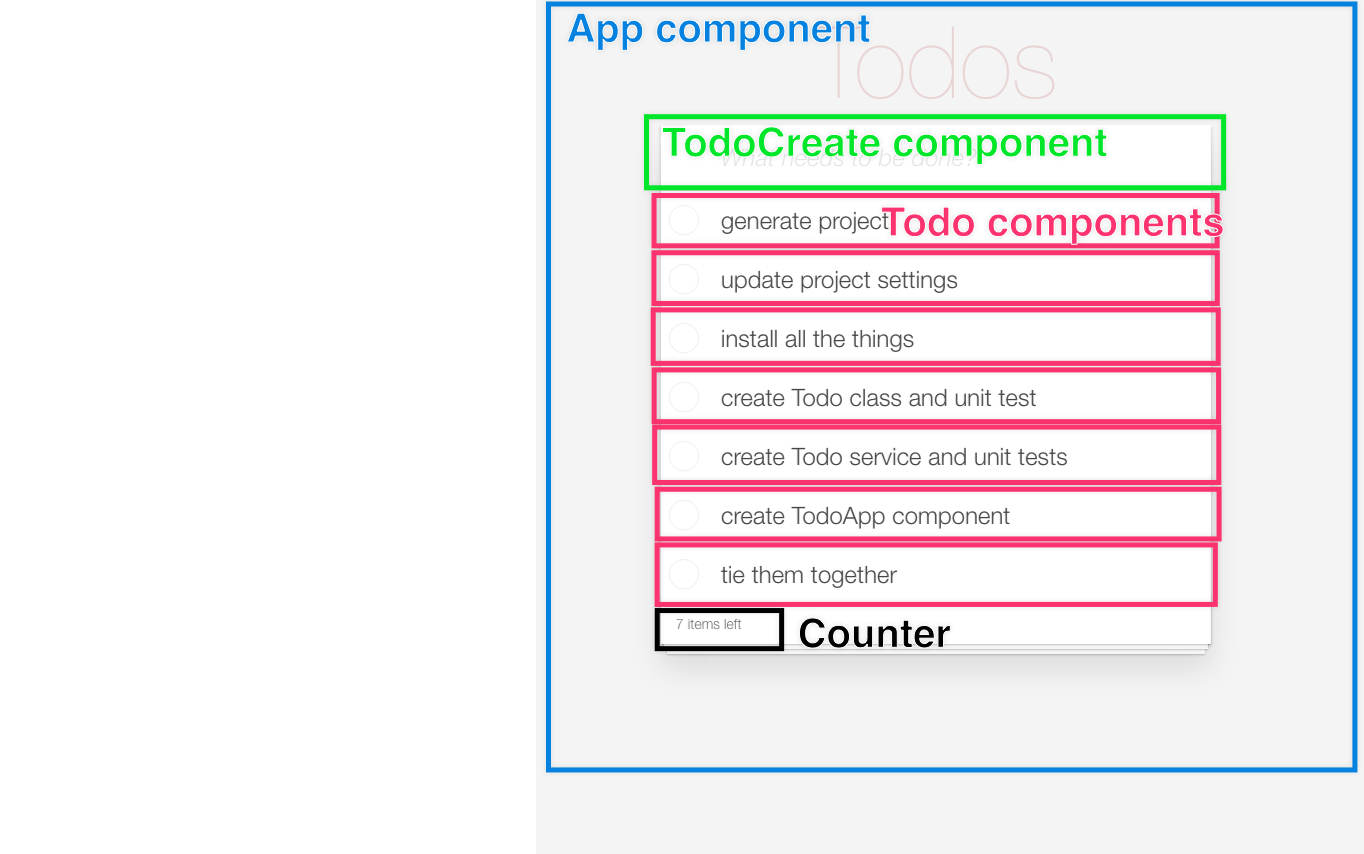 App component
Todos
TodoCreate component
What needs to be done?
generate project
Todo components
update project settings
install all the things
create Todo class and unit test
create Todo service and unit tests
create TodoApp component
tie them together
7 items left
Counter